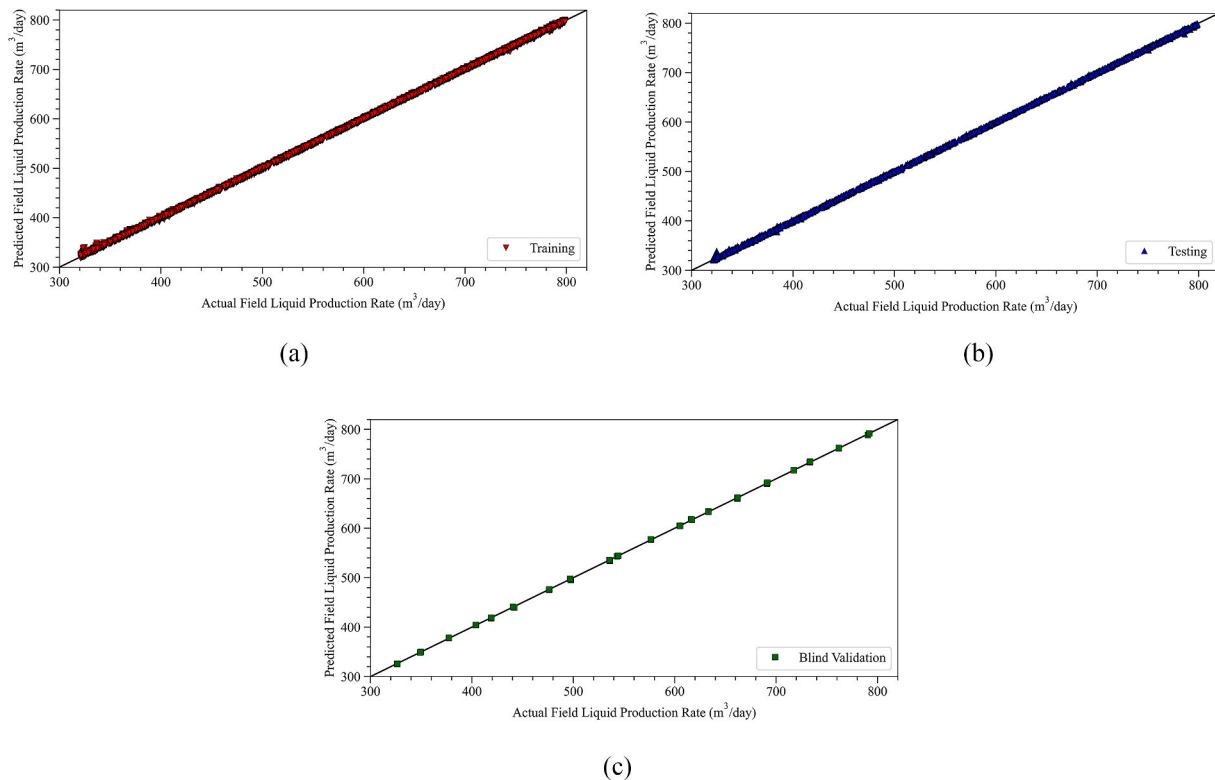 800
700
600
500
400
300
Predicted Field Liquid Production Rate (m³/day)
300 400 500 600 700 800
Actual Field Liquid Production Rate (m³/day)
Training
(a)
800
700
600
500
400
300
Predicted Field Liquid Production Rate (m³/day)
300 400 500 600 700 800
Actual Field Liquid Production Rate (m³/day)
Testing
(b)
800
700
600
500
400
300
Predicted Field Liquid Production Rate (m³/day)
300 400 500 600 700 800
Actual Field Liquid Production Rate (m³/day)
Blind Validation
(c)